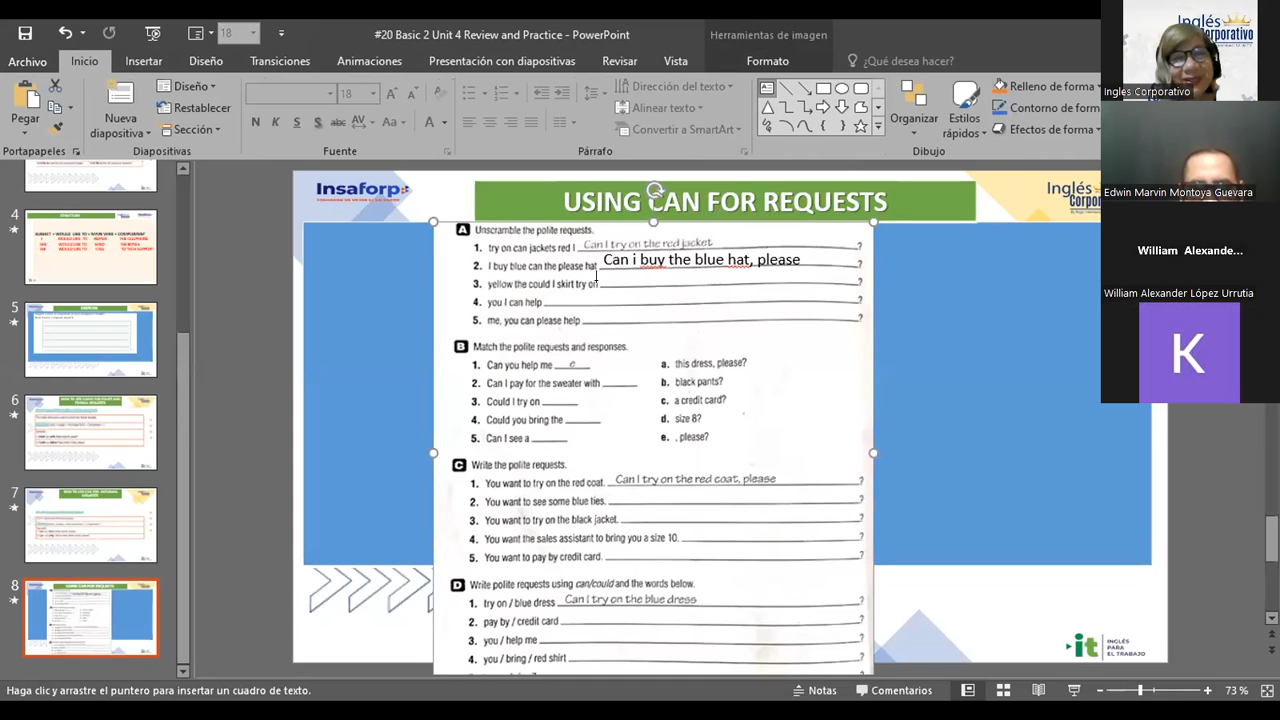 18
#20 Basic 2 Unit 4 Review and Practice - PowerPoint
Herramientas de imagen
Archivo Inicio Insertar Diseño Transiciones Animaciones Presentación con diapositivas Revisar Vista Formato ¿Qué desea hacer?
Pegar
Nueva diapositiva
Diseño
Restablecer
Sección
18
N K S S abc AV Aa A
Dirección del texto
Alinear texto
Convertir a SmartArt
Organizar
Estilos rápidos
Relleno de forma
Contorno de forma
Efectos de forma
Portapapeles Diapositivas Fuente Párrafo Dibujo
4
5
6
7
8
Insaforp
USING CAN FOR REQUESTS
Inglés
A Unscramble the polite requests.
1. try on can jackets red I Can I try on the red jacket ?
2. I buy blue can the please hat Can i buy the blue hat, please ?
3. yellow the could I skirt try on ?
4. you I can help ?
5. me, you can please help ?
B Match the polite requests and responses.
1. Can you help me e
2. Can I pay for the sweater with
3. Could I try on
4. Could you bring the
5. Can I see a
a. this dress, please?
b. black pants?
c. a credit card?
d. size 8?
e. . please?
C Write the polite requests.
1. You want to try on the red coat. Can I try on the red coat, please ?
2. You want to see some blue ties. ?
3. You want to try on the black jacket. ?
4. You want the sales assistant to bring you a size 10. ?
5. You want to pay by credit card. ?
D Write polite requests using can/could and the words below.
1. try on / blue dress Can I try on the blue dress ?
2. pay by / credit card ?
3. you / help me ?
4. you / bring / red shirt ?
it INGLÉS PARA EL TRABAJO
Inglés Corporativo
Ingles Corporativo
Edwin Marvin Montoya Guevara
William Alexande...
William Alexander López Urrutia
K
Haga clic y arrastre el puntero para insertar un cuadro de texto.
Notas Comentarios 73 %